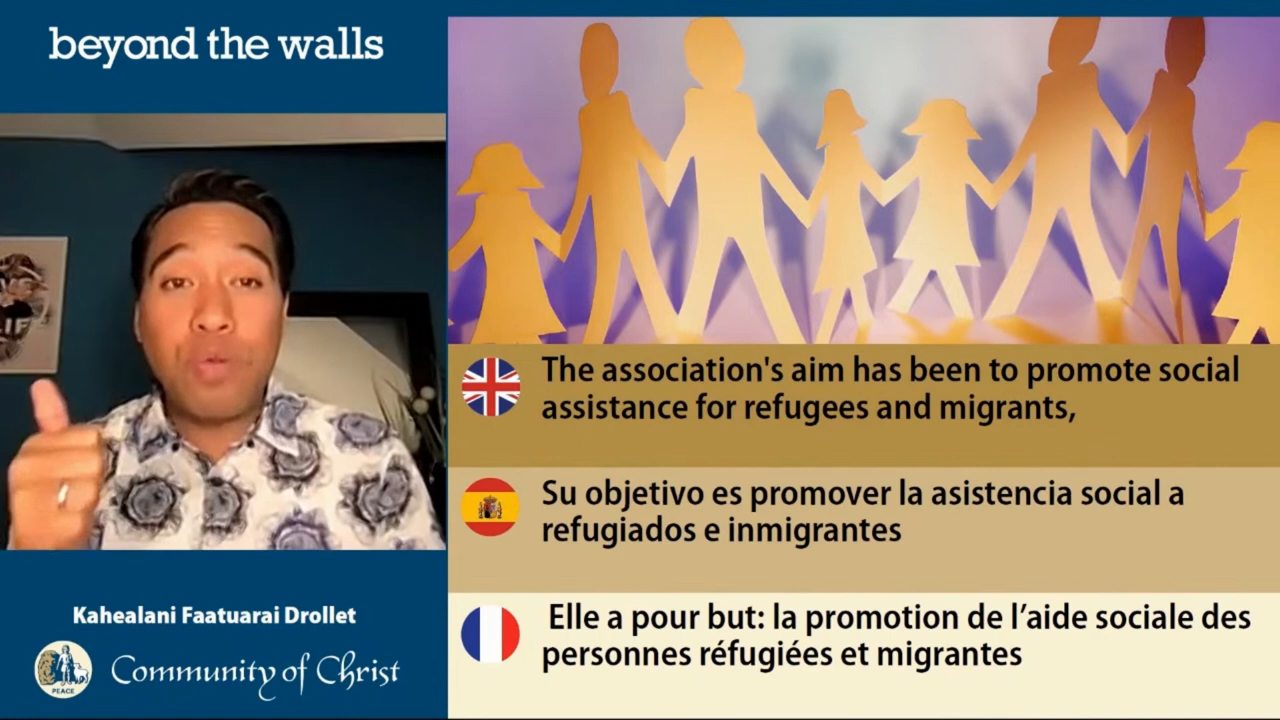 beyond the walls
IF
Kahealani Faatuarai Drollet
PEACE
Community of Christ
The association's aim has been to promote social
assistance for refugees and migrants,
Su objetivo es promover la asistencia social a
refugiados e inmigrantes
Elle a pour but: la promotion de l’aide sociale des
personnes réfugiées et migrantes